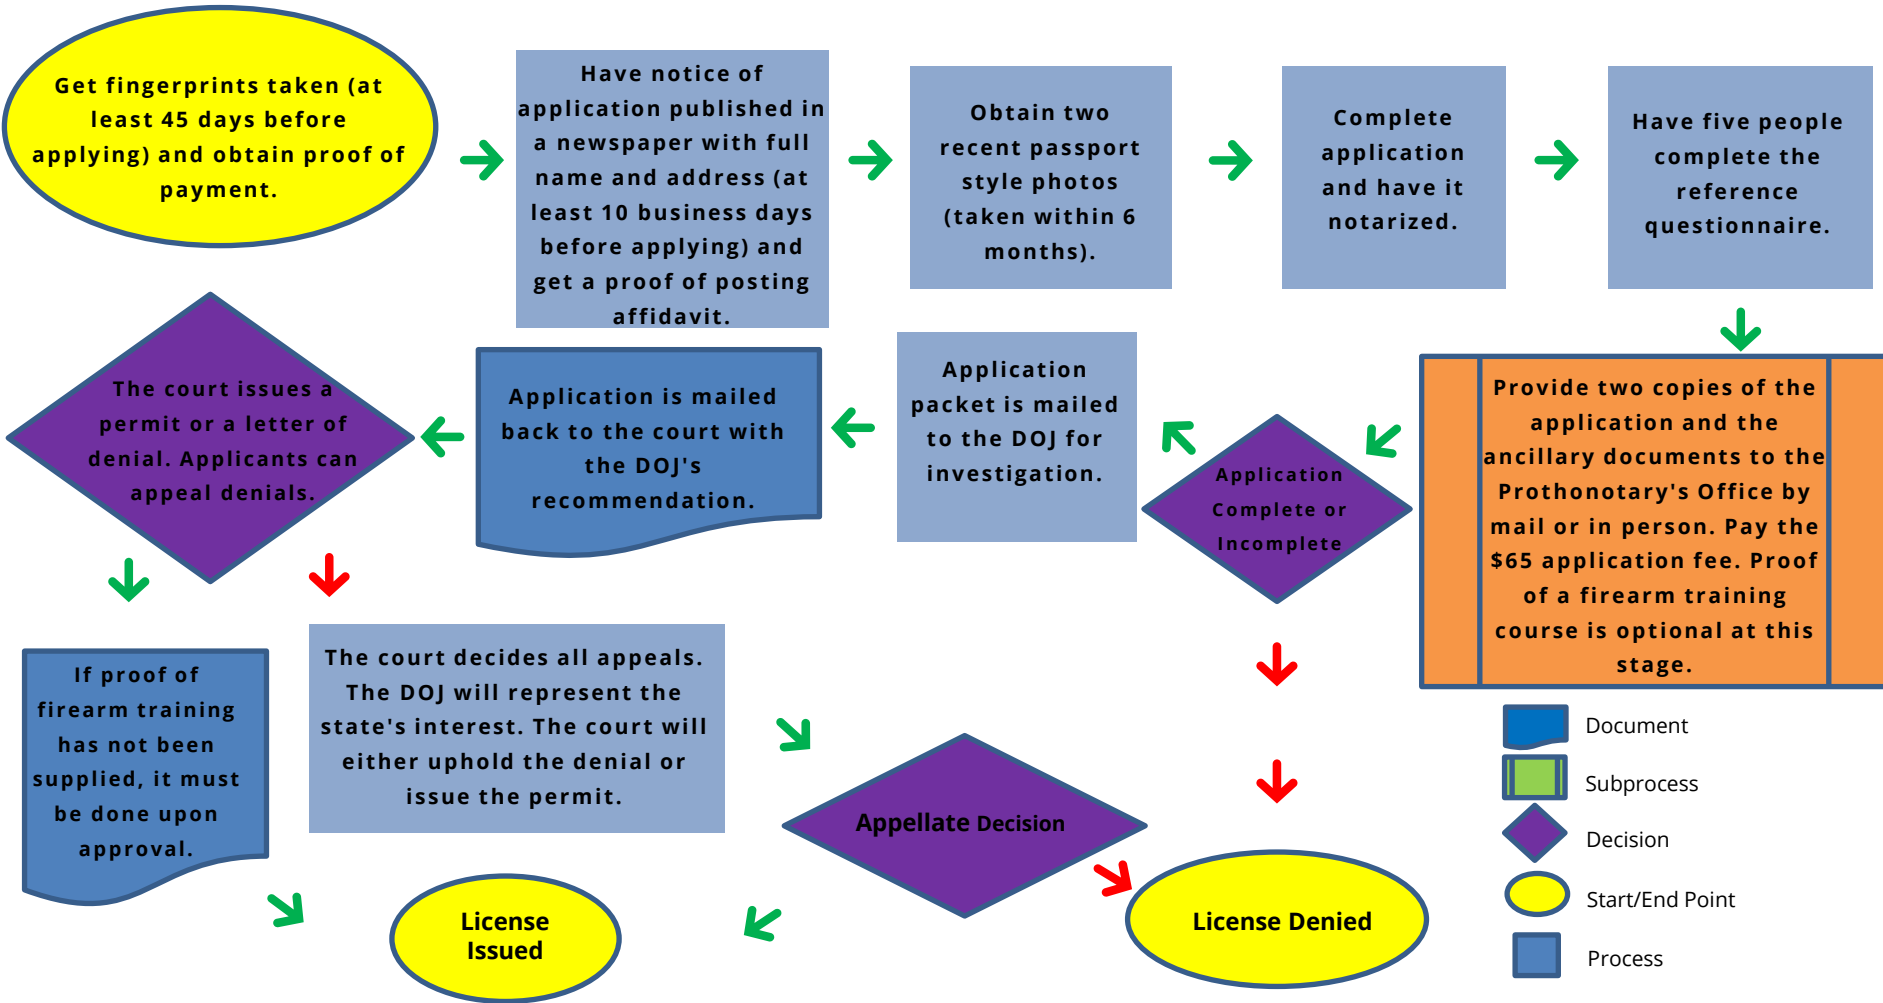 Get fingerprints taken (at
least 45 days before
applying) and obtain proof of
payment.
Have notice of
application published in
a newspaper with full
name and address (at
least 10 business days
before applying) and
get a proof of posting
affidavit.
Obtain two
recent passport
style photos
(taken within 6
months).
Complete
application
and have it
notarized.
Have five people
complete the
reference
questionnaire.
Provide two copies of the
application and the
ancillary documents to the
Prothonotary's Office by
mail or in person. Pay the
$65 application fee. Proof
of a firearm training
course is optional at this
stage.
Application
Complete or
Incomplete
Application
packet is mailed
to the DOJ for
investigation.
Application is mailed
back to the court with
the DOJ's
recommendation.
The court issues a
permit or a letter of
denial. Applicants can
appeal denials.
If proof of
firearm training
has not been
supplied, it must
be done upon
approval.
The court decides all appeals.
The DOJ will represent the
state's interest. The court will
either uphold the denial or
issue the permit.
Appellate Decision
License
Issued
License Denied
Document
Subprocess
Decision
Start/End Point
Process